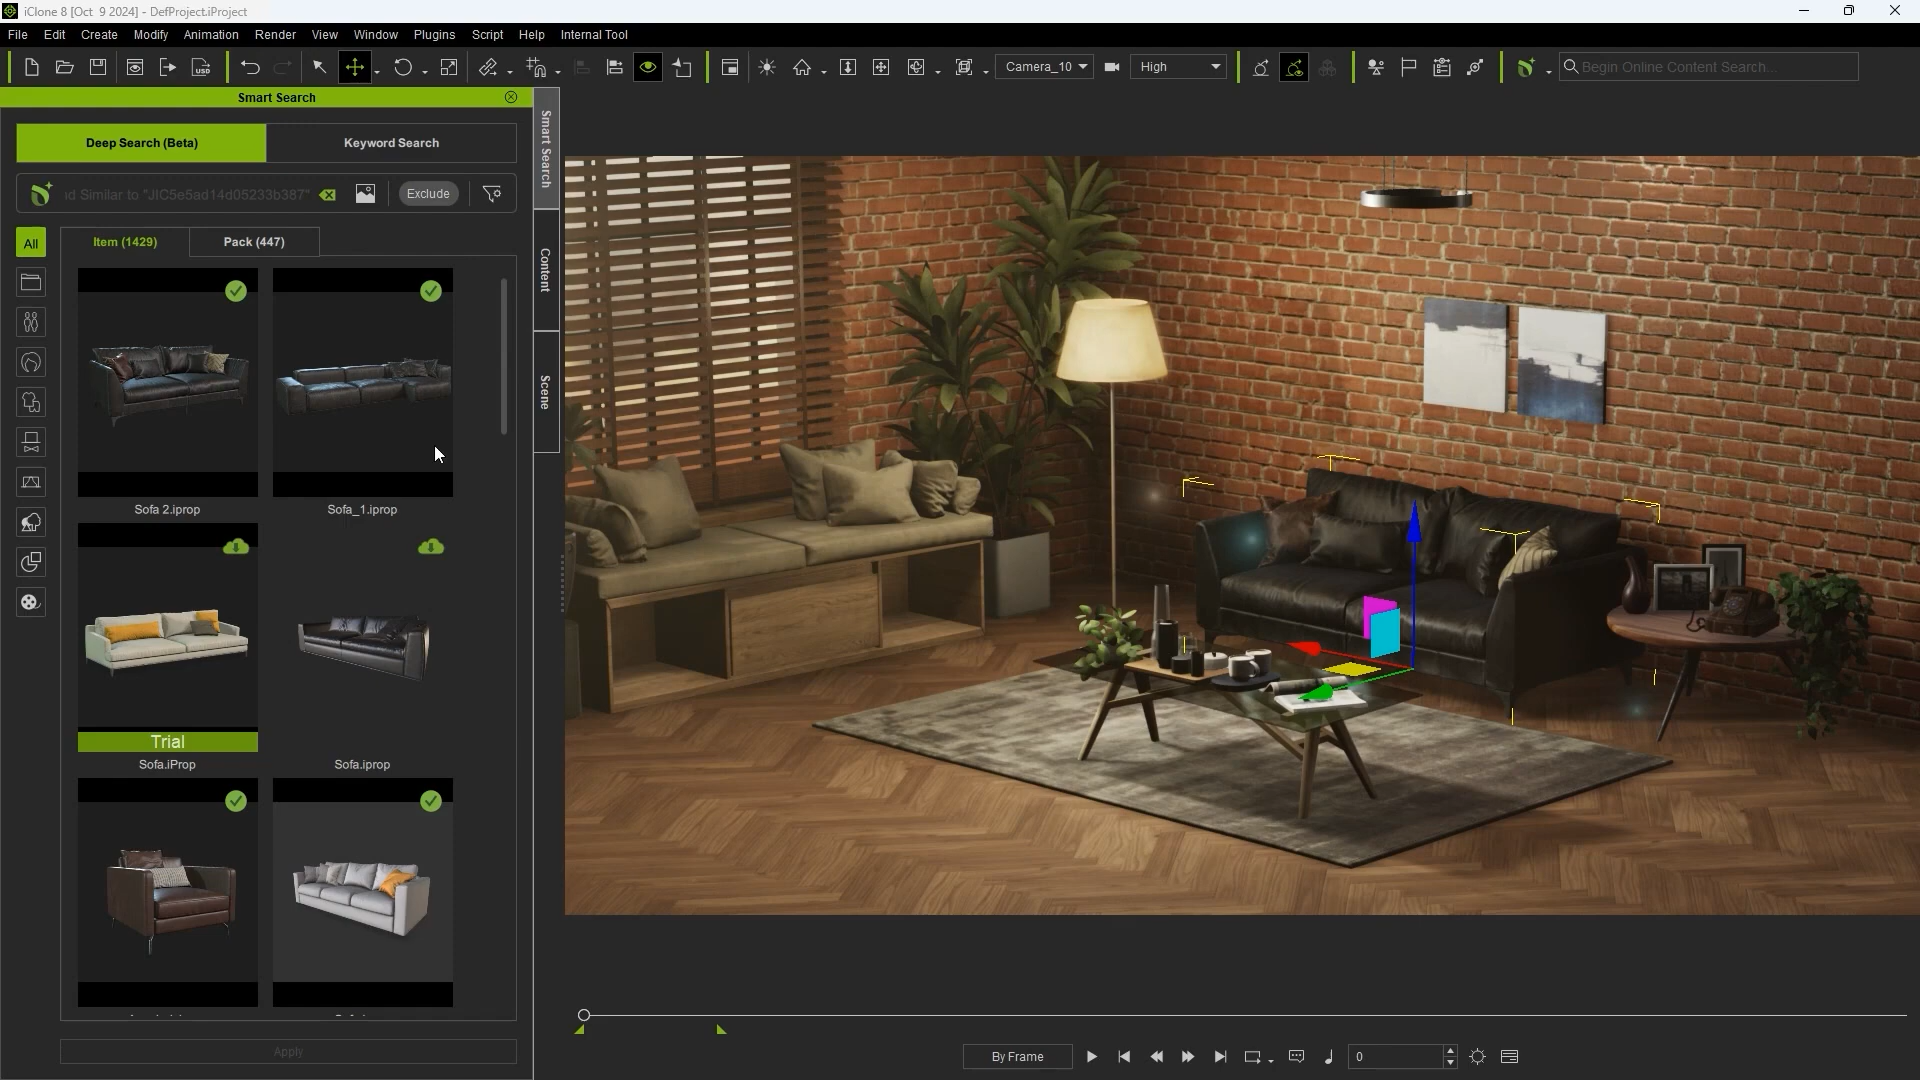 iClone 8 [Oct 9 2024] - DefProject.iProject
File Edit Create Modify Animation Render View Window Plugins Script Help Internal Tool
USD
Camera_10
High
Begin Online Content Search...
Smart Search
Deep Search (Beta)
Keyword Search
Similar to "JIC5e5ad14d05233b387"
Exclude
All
Item (1429)
Pack (447)
Smart Search
Content
Scene
Sofa 2.iprop
Sofa_1.iprop
Trial
Sofa.iProp
Sofa.iprop
Apply
By Frame
0